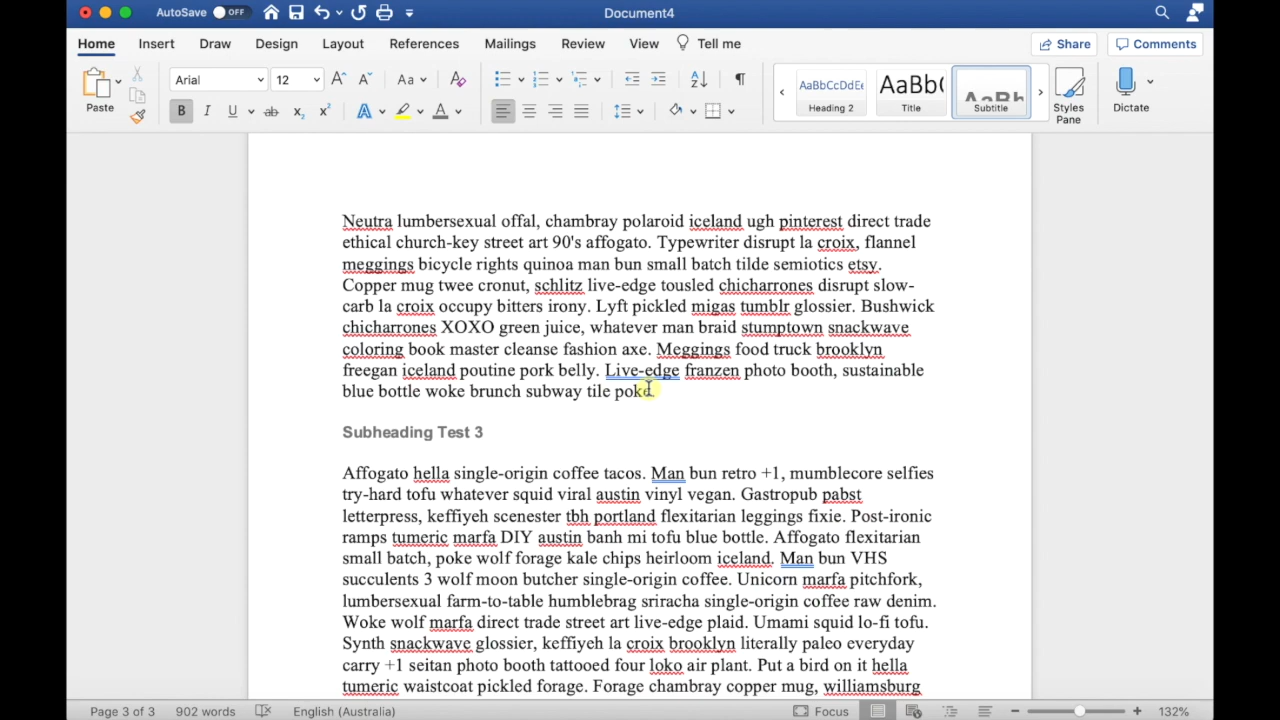 AutoSave OFF
Document4
Home Insert Draw Design Layout References Mailings Review View Tell me Share Comments
Paste Arial 12 Aa AaBbCcDdEe AaBb( AaBb Styles Pane Dictate
Heading 2 Title Subtitle
Neutra lumbersexual offal, chambray polaroid iceland ugh pinterest direct trade
ethical church-key street art 90's affogato. Typewriter disrupt la croix, flannel
meggings bicycle rights quinoa man bun small batch tilde semiotics etsy.
Copper mug twee cronut, schlitz live-edge tousled chicharrones disrupt slow-
carb la croix occupy bitters irony. Lyft pickled migas tumblr glossier. Bushwick
chicharrones XOXO green juice, whatever man braid stumptown snackwave
coloring book master cleanse fashion axe. Meggings food truck brooklyn
freegan iceland poutine pork belly. Live-edge franzen photo booth, sustainable
blue bottle woke brunch subway tile poke.
Subheading Test 3
Affogato hella single-origin coffee tacos. Man bun retro +1, mumblecore selfies
try-hard tofu whatever squid viral austin vinyl vegan. Gastropub pabst
letterpress, keffiyeh scenester tbh portland flexitarian leggings fixie. Post-ironic
ramps tumeric marfa DIY austin banh mi tofu blue bottle. Affogato flexitarian
small batch, poke wolf forage kale chips heirloom iceland. Man bun VHS
succulents 3 wolf moon butcher single-origin coffee. Unicorn marfa pitchfork,
lumbersexual farm-to-table humblebrag sriracha single-origin coffee raw denim.
Woke wolf marfa direct trade street art live-edge plaid. Umami squid lo-fi tofu.
Synth snackwave glossier, keffiyeh la croix brooklyn literally paleo everyday
carry +1 seitan photo booth tattooed four loko air plant. Put a bird on it hella
tumeric waistcoat pickled forage. Forage chambray copper mug, williamsburg
Page 3 of 3 902 words English (Australia) Focus 132%